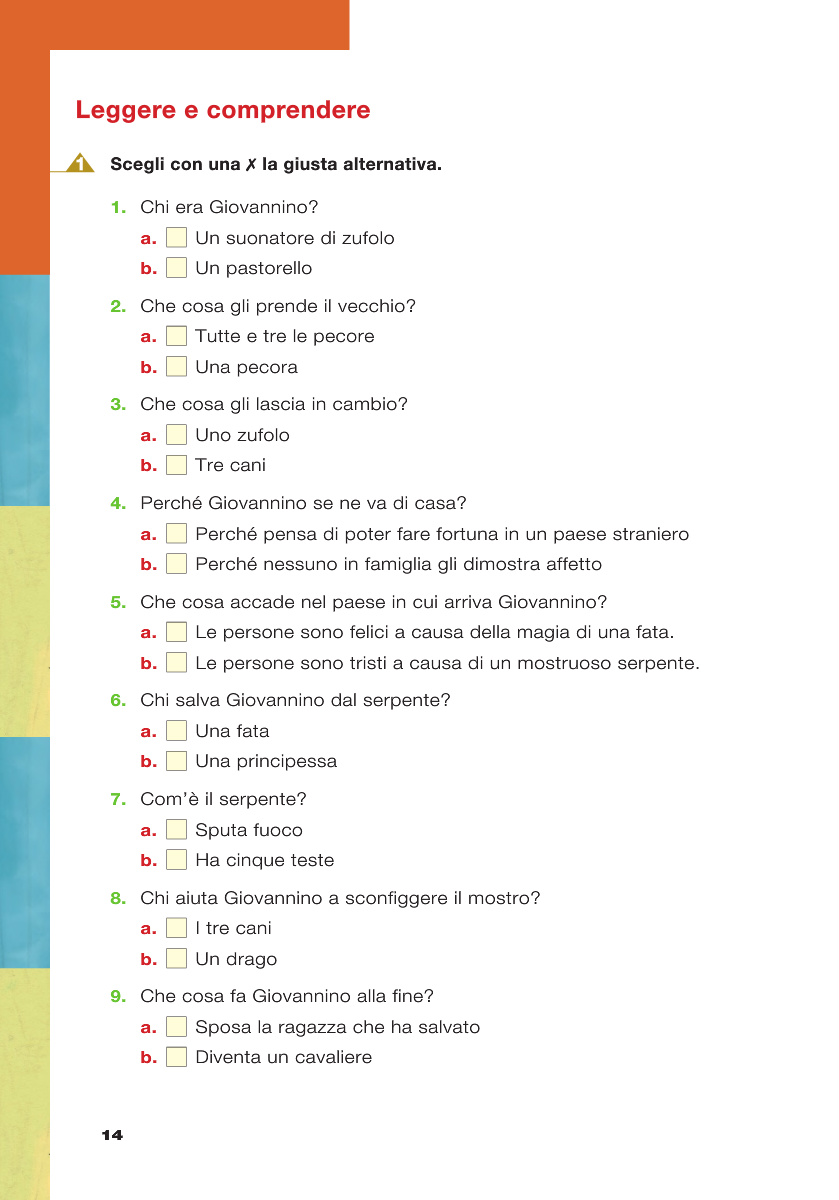 Leggere e comprendere
1 Scegli con una ✗ la giusta alternativa.
1. Chi era Giovannino?
a. Un suonatore di zufolo
b. Un pastorello
2. Che cosa gli prende il vecchio?
a. Tutte e tre le pecore
b. Una pecora
3. Che cosa gli lascia in cambio?
a. Uno zufolo
b. Tre cani
4. Perché Giovannino se ne va di casa?
a. Perché pensa di poter fare fortuna in un paese straniero
b. Perché nessuno in famiglia gli dimostra affetto
5. Che cosa accade nel paese in cui arriva Giovannino?
a. Le persone sono felici a causa della magia di una fata.
b. Le persone sono tristi a causa di un mostruoso serpente.
6. Chi salva Giovannino dal serpente?
a. Una fata
b. Una principessa
7. Com’è il serpente?
a. Sputa fuoco
b. Ha cinque teste
8. Chi aiuta Giovannino a sconfiggere il mostro?
a. I tre cani
b. Un drago
9. Che cosa fa Giovannino alla fine?
a. Sposa la ragazza che ha salvato
b. Diventa un cavaliere
14